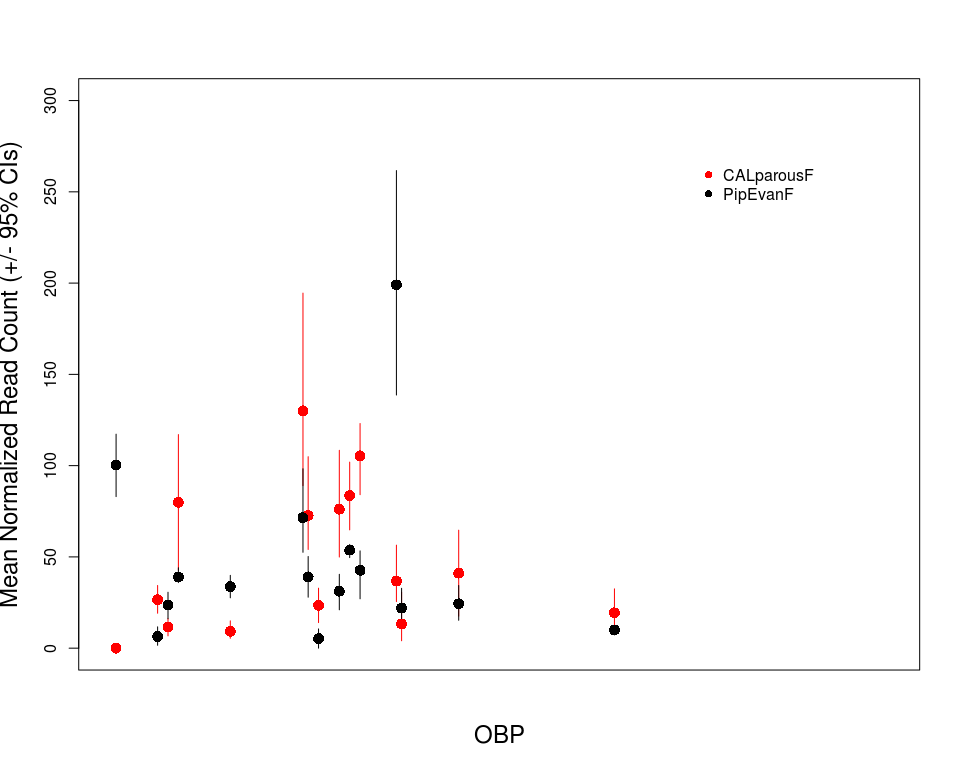 Mean Normalized Read Count (+/- 95% CIs)
300
250
200
150
100
50
0
CALparousF
PipEvanF
OBP